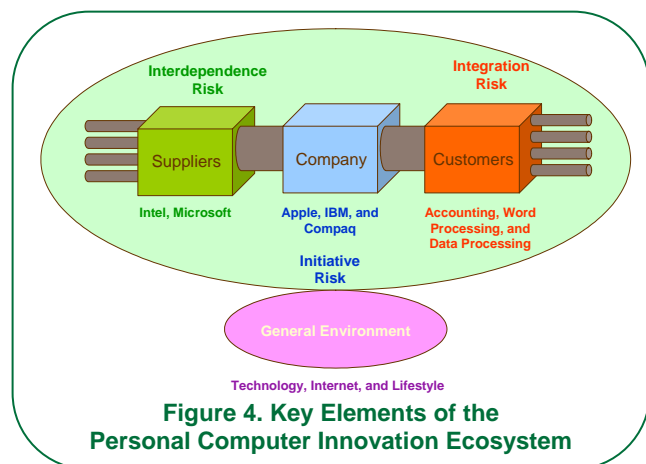 Interdependence
Risk
Integration
Risk
Suppliers
Company
Customers
Intel, Microsoft
Apple, IBM, and
Compaq
Accounting, Word
Processing, and
Data Processing
Initiative
Risk
General Environment
Technology, Internet, and Lifestyle
Figure 4. Key Elements of the
Personal Computer Innovation Ecosystem